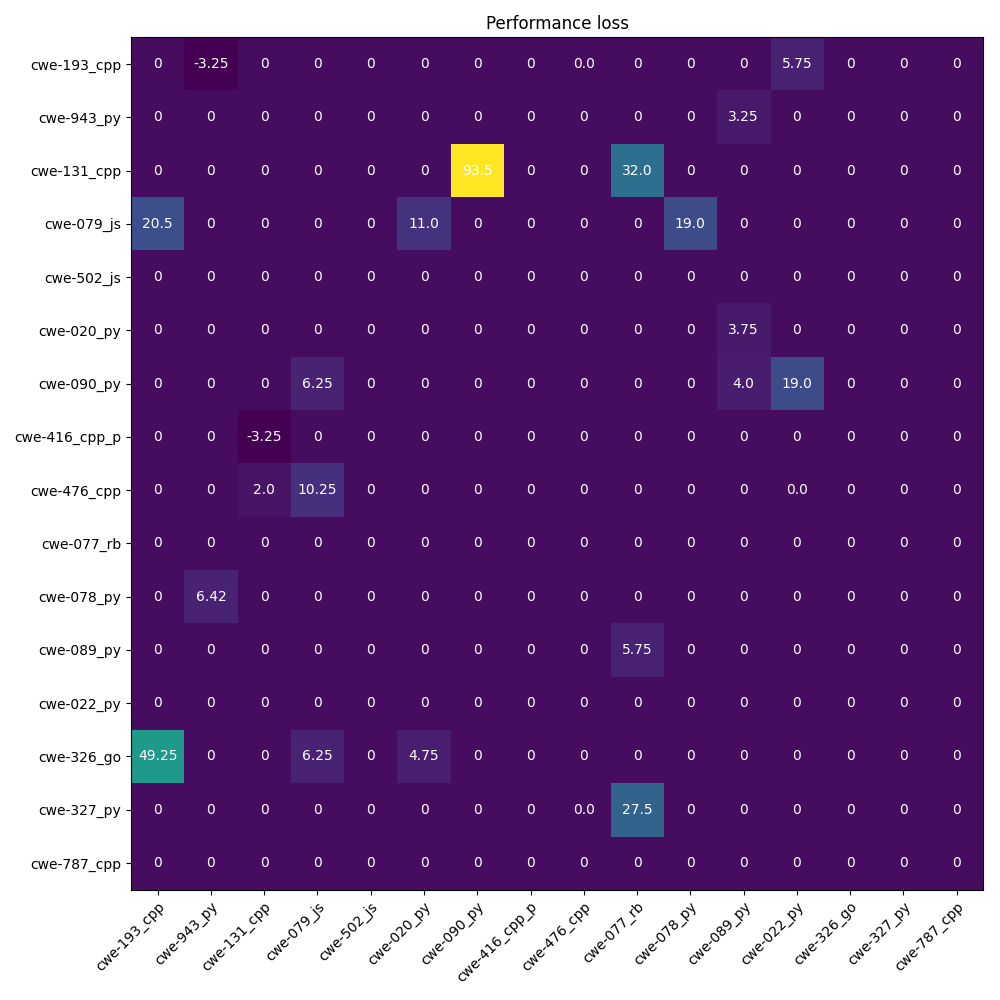 Performance loss
cwe-193_cpp 0 -3.25 0 0 0 0 0 0 0.0 0 0 0 5.75 0 0 0
cwe-943_py 0 0 0 0 0 0 0 0 0 0 0 3.25 0 0 0 0
cwe-131_cpp 0 0 0 0 0 0 93.5 0 0 32.0 0 0 0 0 0 0
cwe-079_js 20.5 0 0 0 0 11.0 0 0 0 0 19.0 0 0 0 0 0
cwe-502_js 0 0 0 0 0 0 0 0 0 0 0 0 0 0 0 0
cwe-020_py 0 0 0 0 0 0 0 0 0 0 0 3.75 0 0 0 0
cwe-090_py 0 0 0 6.25 0 0 0 0 0 0 0 4.0 19.0 0 0 0
cwe-416_cpp_p 0 0 -3.25 0 0 0 0 0 0 0 0 0 0 0 0 0
cwe-476_cpp 0 0 2.0 10.25 0 0 0 0 0 0 0 0 0.0 0 0 0
cwe-077_rb 0 0 0 0 0 0 0 0 0 0 0 0 0 0 0 0
cwe-078_py 0 6.42 0 0 0 0 0 0 0 0 0 0 0 0 0 0
cwe-089_py 0 0 0 0 0 0 0 0 0 5.75 0 0 0 0 0 0
cwe-022_py 0 0 0 0 0 0 0 0 0 0 0 0 0 0 0 0
cwe-326_go 49.25 0 0 6.25 0 4.75 0 0 0 0 0 0 0 0 0 0
cwe-327_py 0 0 0 0 0 0 0 0 0.0 27.5 0 0 0 0 0 0
cwe-787_cpp 0 0 0 0 0 0 0 0 0 0 0 0 0 0 0 0
cwe-193_cpp cwe-943_py cwe-131_cpp cwe-079_js cwe-502_js cwe-020_py cwe-090_py cwe-416_cpp_p cwe-476_cpp cwe-077_rb cwe-078_py cwe-089_py cwe-022_py cwe-326_go cwe-327_py cwe-787_cpp